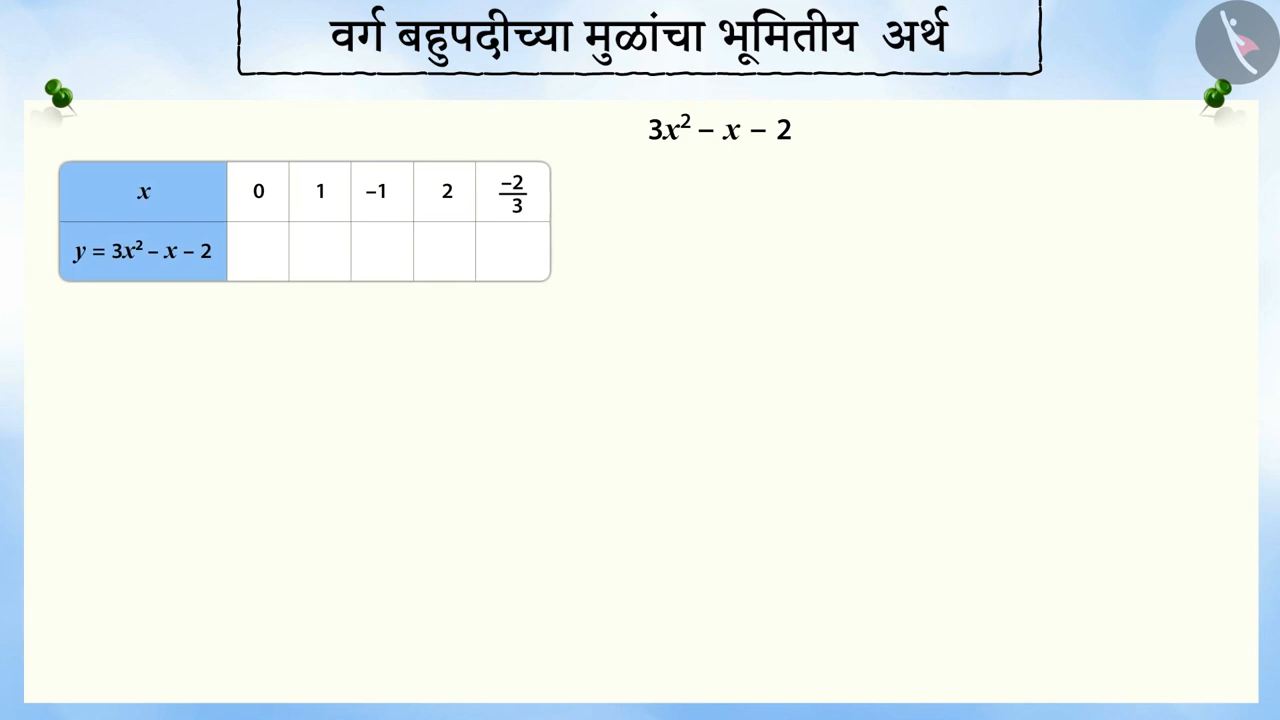 वर्ग बहुपदीच्या मुळांचा भूमितीय अर्थ
3x² – x – 2
x 0 1 –1 2 –2/3
y = 3x² – x – 2